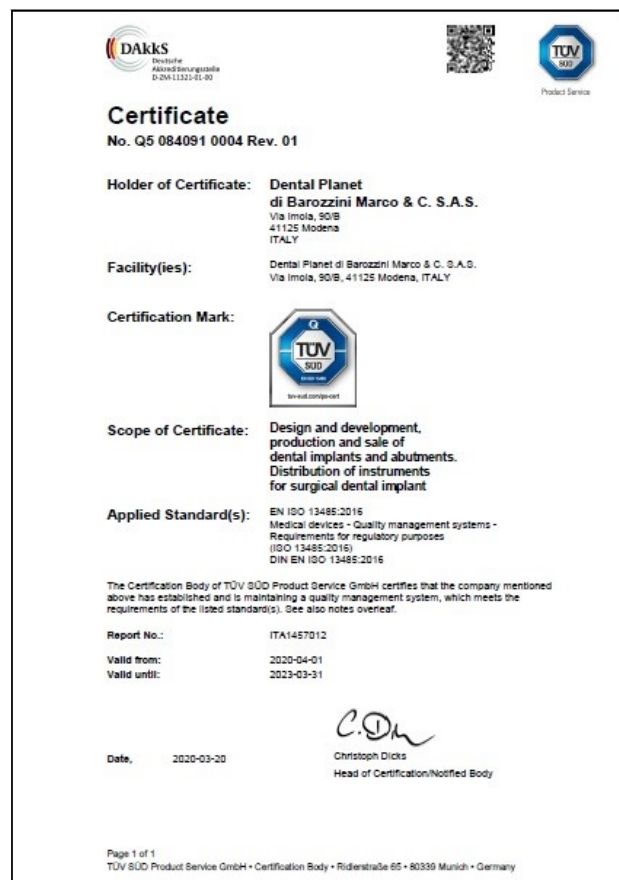 DAkkS
Deutsche
Akkreditierungsstelle
D-ZM-11321-01-00
TÜV
SÜD
Product Service
Certificate
No. Q5 084091 0004 Rev. 01
Holder of Certificate: Dental Planet
di Barozzini Marco & C. S.A.S.
Via Imola, 90/B
41125 Modena
ITALY
Facility(ies): Dental Planet di Barozzini Marco & C. S.A.S.
Via Imola, 90/B, 41125 Modena, ITALY
Certification Mark:
Q
TÜV
SÜD
tuv-sud.com/ps-cert
Scope of Certificate: Design and development,
production and sale of
dental implants and abutments.
Distribution of instruments
for surgical dental implant
Applied Standard(s): EN ISO 13485:2016
Medical devices - Quality management systems -
Requirements for regulatory purposes
(ISO 13485:2016)
DIN EN ISO 13485:2016
The Certification Body of TÜV SÜD Product Service GmbH certifies that the company mentioned
above has established and is maintaining a quality management system, which meets the
requirements of the listed standard(s). See also notes overleaf.
Report No.: ITA1457012
Valid from: 2020-04-01
Valid until: 2023-03-31
C. D
Date, 2020-03-20
Christoph Dicks
Head of Certification/Notified Body
Page 1 of 1
TÜV SÜD Product Service GmbH • Certification Body • Ridlerstraße 65 • 80339 Munich • Germany